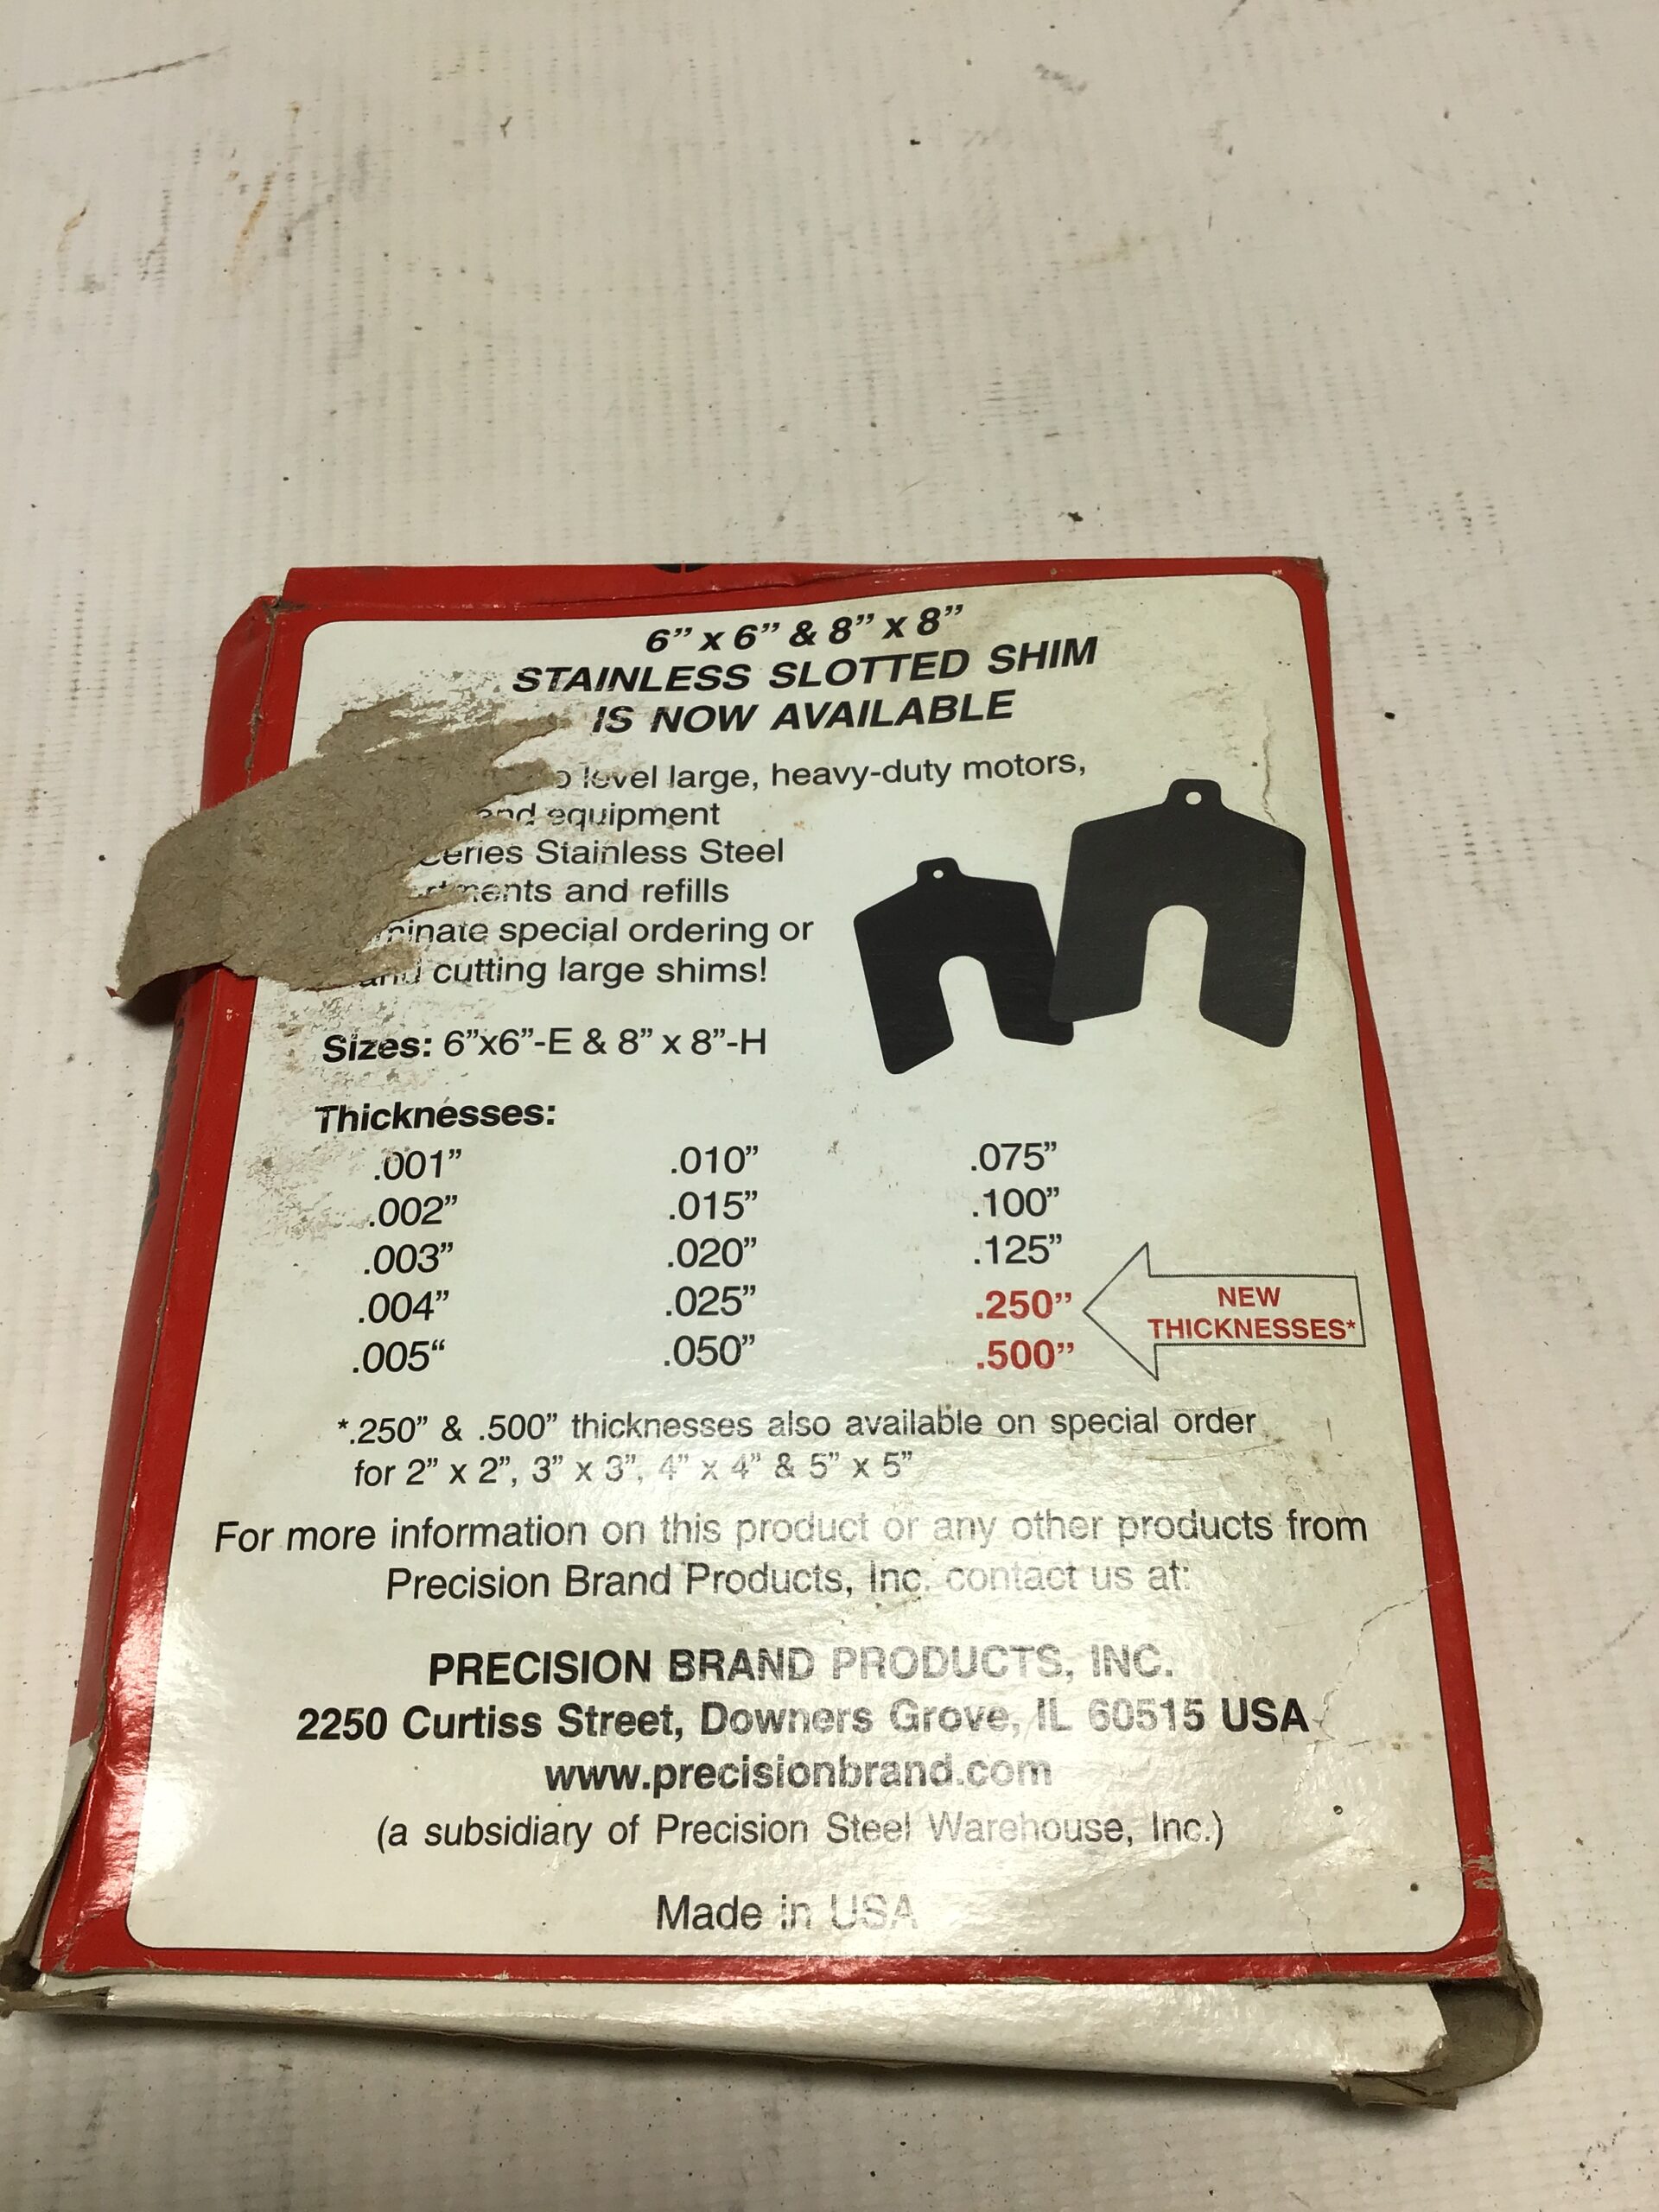 6” x 6” & 8” x 8”
STAINLESS SLOTTED SHIM
IS NOW AVAILABLE
level large, heavy-duty motors,
and equipment
Stainless Steel
and refills
special ordering or
and cutting large shims!
Sizes: 6”x6”-E & 8” x 8”-H
Thicknesses:
.001” .010” .075”
.002” .015” .100”
.003” .020” .125”
.004” .025” .250”
.005“ .050” .500”
NEW
THICKNESSES*
*.250” & .500” thicknesses also available on special order
for 2” x 2”, 3” x 3”, 4” x 4” & 5” x 5”
For more information on this product or any other products from
Precision Brand Products, Inc. contact us at:
PRECISION BRAND PRODUCTS, INC.
2250 Curtiss Street, Downers Grove, IL 60515 USA
www.precisionbrand.com
(a subsidiary of Precision Steel Warehouse, Inc.)
Made in USA